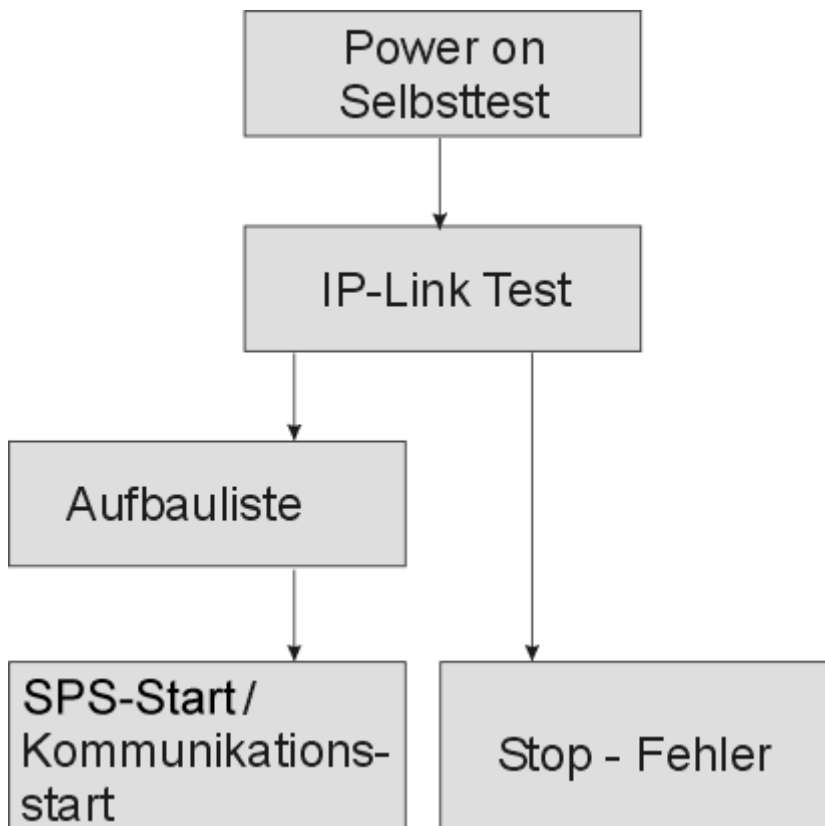 Power on
Selbsttest
IP-Link Test
Aufbauliste
SPS-Start/
Kommunikations-
start
Stop - Fehler